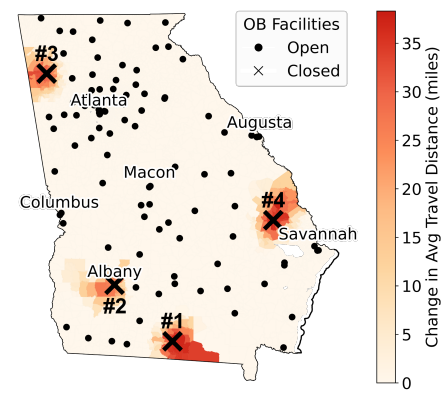 OB Facilities
Open
Closed
#3
Atlanta
Augusta
Macon
Columbus
#4
Savannah
Albany
#2
#1
35
30
25
20
15
10
5
0
Change in Avg Travel Distance (miles)